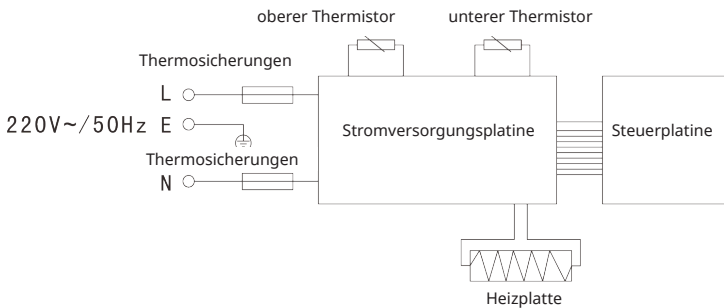 oberer Thermistor
unterer Thermistor
Thermosicherungen
L
220V~/50Hz E
Stromversorgungsplatine
Steuerplatine
Thermosicherungen
N
Heizplatte